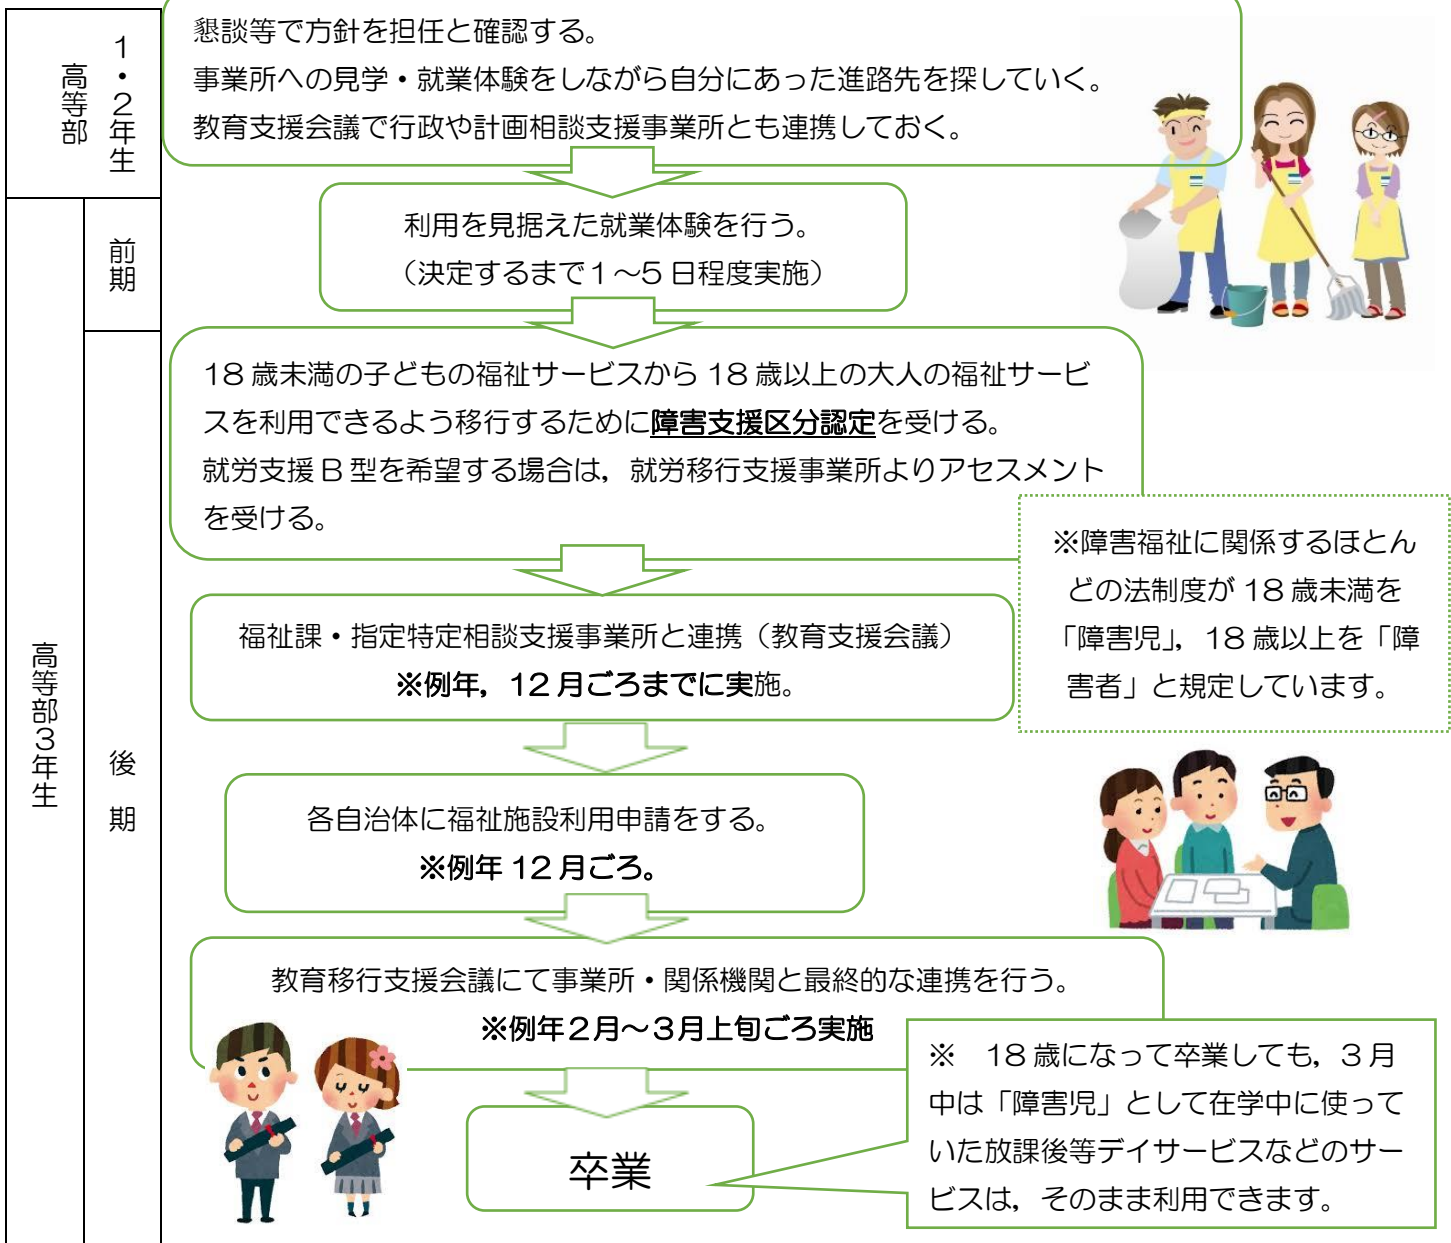 高等部
１・２年生
懇談等で方針を担任と確認する。
事業所への見学・就業体験をしながら自分にあった進路先を探していく。
教育支援会議で行政や計画相談支援事業所とも連携しておく。
高等部３年生
前期
利用を見据えた就業体験を行う。
（決定するまで１～５日程度実施）
後期
18 歳未満の子どもの福祉サービスから 18 歳以上の大人の福祉サービ
スを利用できるよう移行するために障害支援区分認定を受ける。
就労支援Ｂ型を希望する場合は，就労移行支援事業所よりアセスメント
を受ける。
※障害福祉に関係するほとん
どの法制度が 18 歳未満を
「障害児」，18 歳以上を「障
害者」と規定しています。
福祉課・指定特定相談支援事業所と連携（教育支援会議）
※例年，12 月ごろまでに実施。
各自治体に福祉施設利用申請をする。
※例年 12 月ごろ。
教育移行支援会議にて事業所・関係機関と最終的な連携を行う。
※例年２月～３月上旬ごろ実施
卒業
※　18 歳になって卒業しても，３月
中は「障害児」として在学中に使って
いた放課後等デイサービスなどのサー
ビスは，そのまま利用できます。